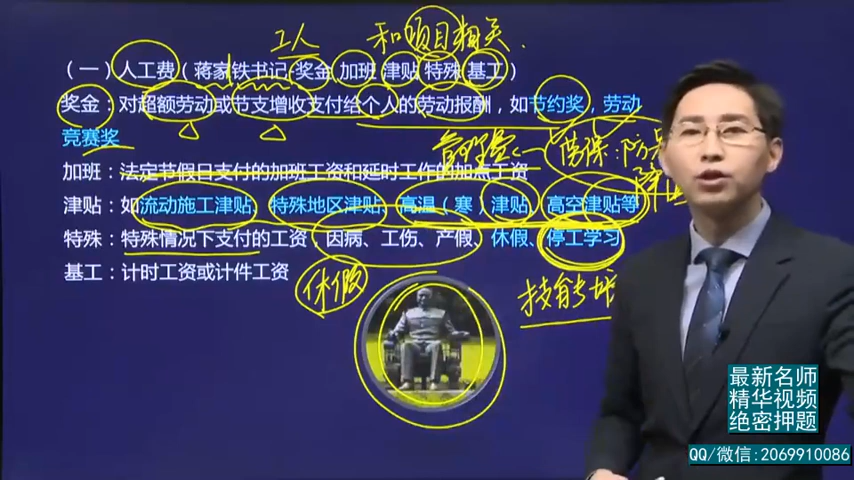 工人 和项目相关.
（一）人工费（蒋家铁书记-奖金 加班 津贴 特殊 基工）
奖金：对超额劳动或节支增收支付给个人的劳动报酬，如节约奖，劳动
竞赛奖
管理费
加班：法定节假日支付的加班工资和延时工作的加点工资
津贴：如流动施工津贴、特殊地区津贴、高温（寒）津贴、高空津贴等
特殊：特殊情况下支付的工资，因病、工伤、产假、休假、停工学习
基工：计时工资或计件工资
休假
最新名师
精华视频
绝密押题
QQ/微信:2069910086